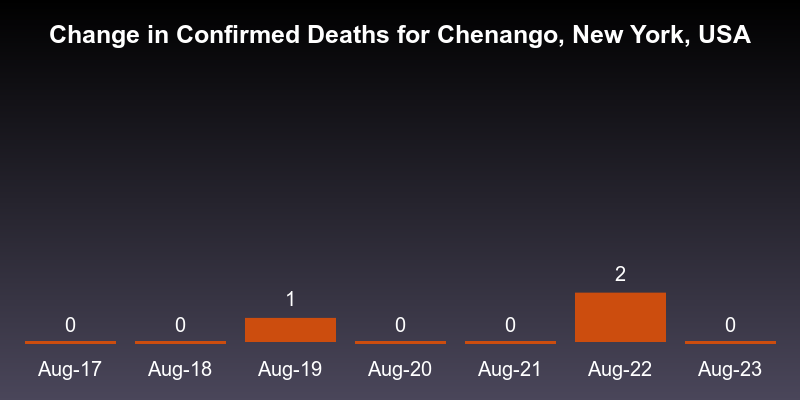 Change in Confirmed Deaths for Chenango, New York, USA
0 0 1 0 0 2 0
Aug-17 Aug-18 Aug-19 Aug-20 Aug-21 Aug-22 Aug-23